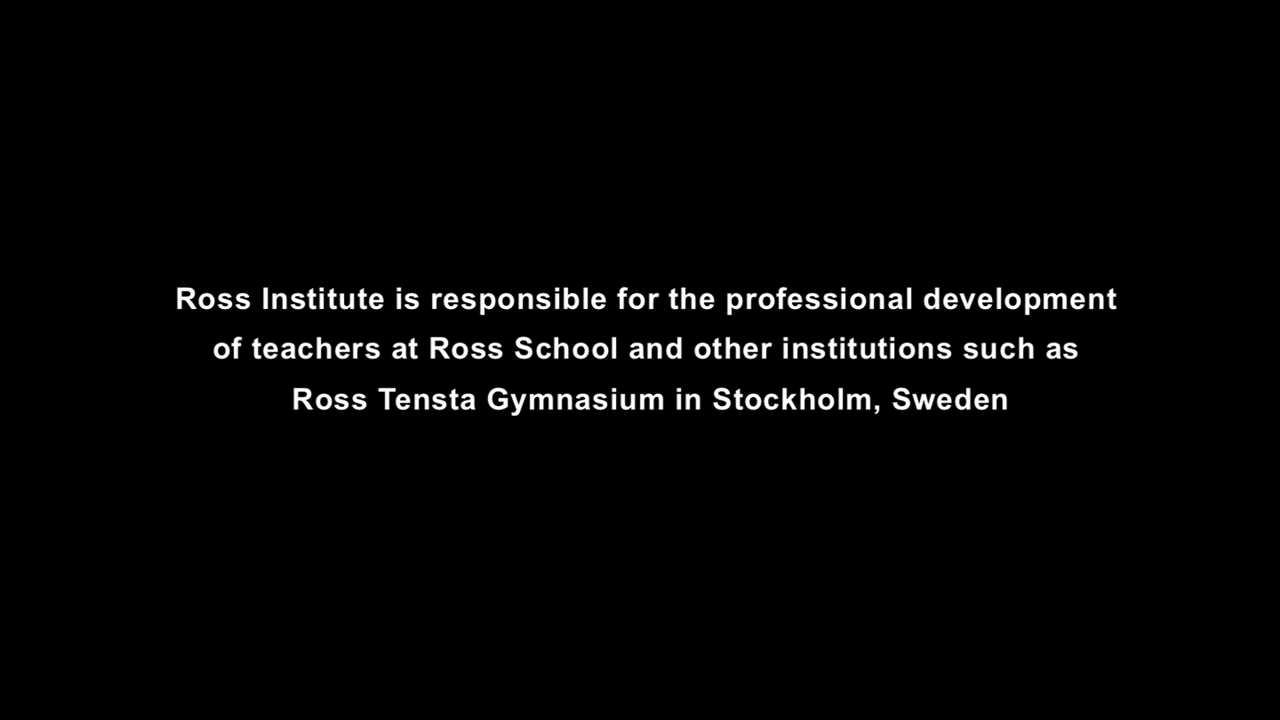 Ross Institute is responsible for the professional development
of teachers at Ross School and other institutions such as
Ross Tensta Gymnasium in Stockholm, Sweden